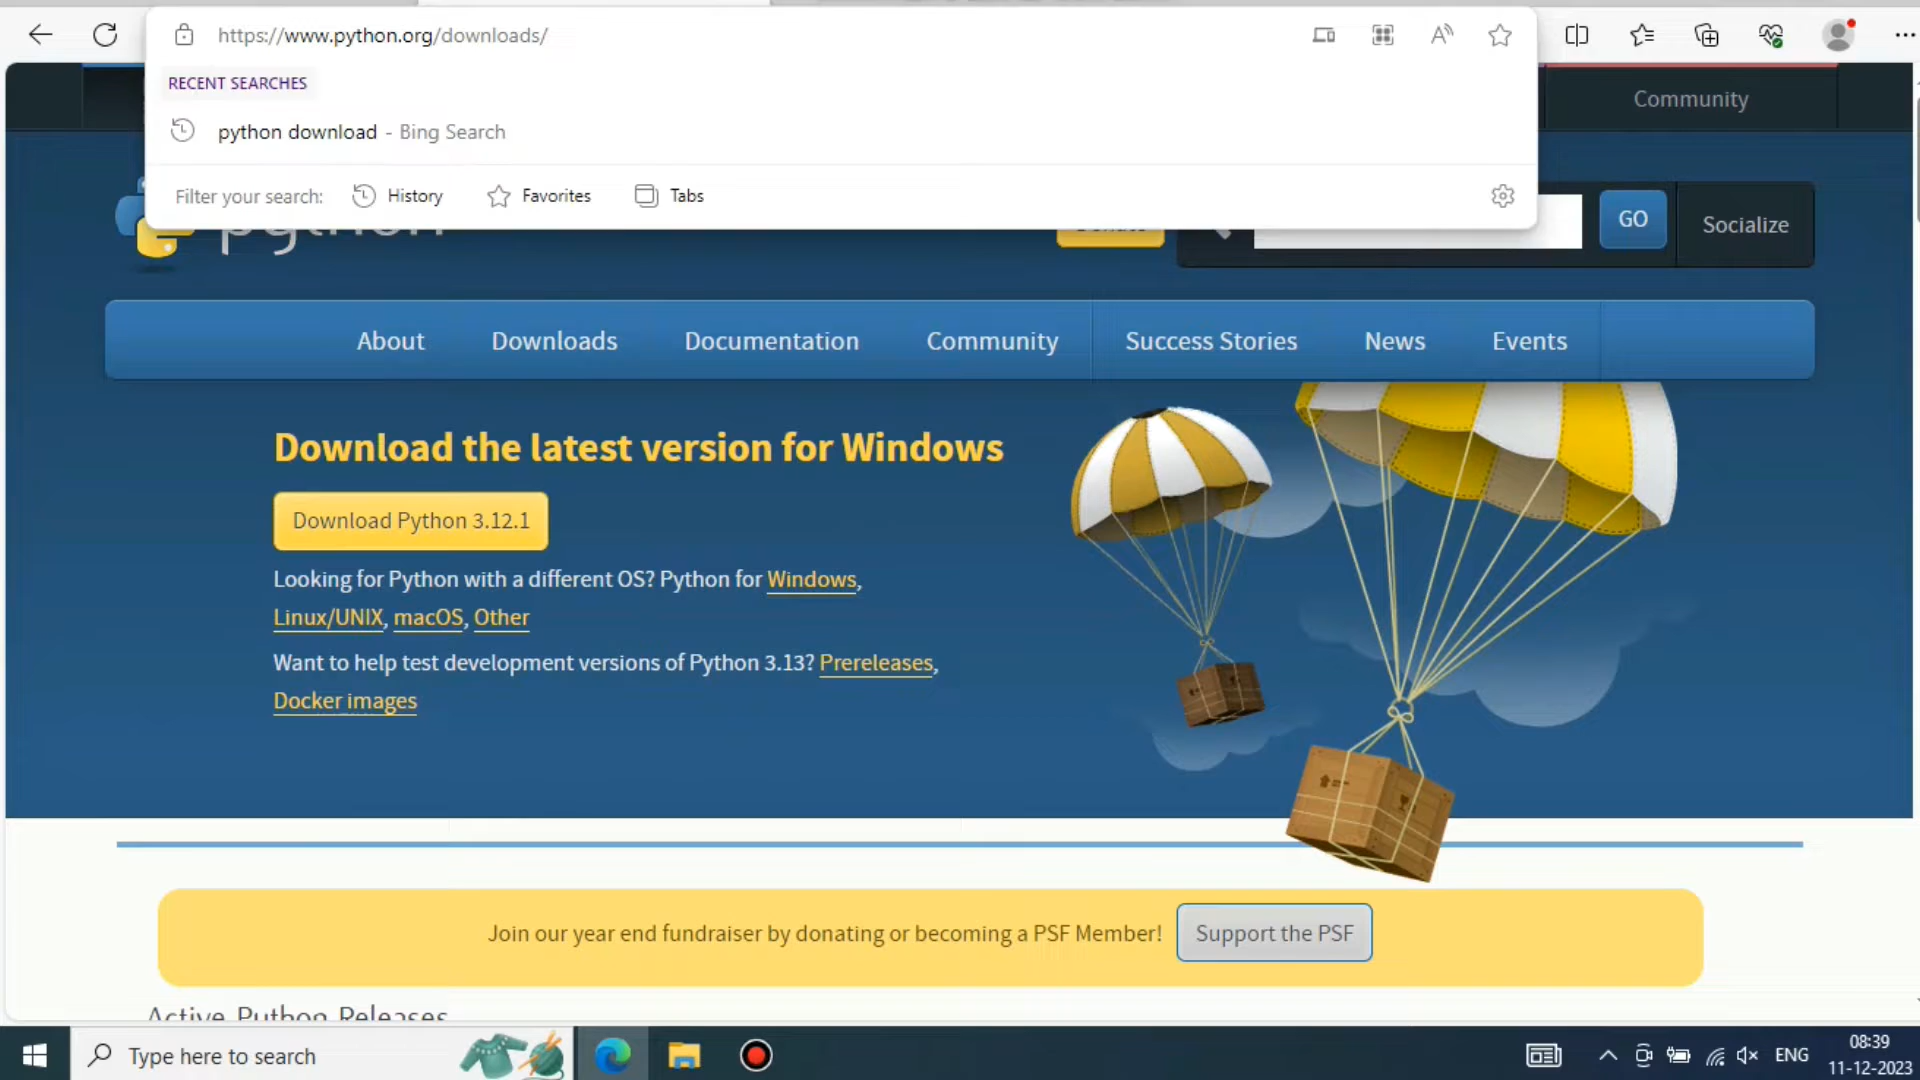 https://www.python.org/downloads/
RECENT SEARCHES
python download - Bing Search
Filter your search: History Favorites Tabs
Community
python
GO
Socialize
About Downloads Documentation Community Success Stories News Events
Download the latest version for Windows
Download Python 3.12.1
Looking for Python with a different OS? Python for Windows,
Linux/UNIX, macOS, Other
Want to help test development versions of Python 3.13? Prereleases,
Docker images
Join our year end fundraiser by donating or becoming a PSF Member! Support the PSF
Active Python Releases
Type here to search
ENG
08:39
11-12-2023